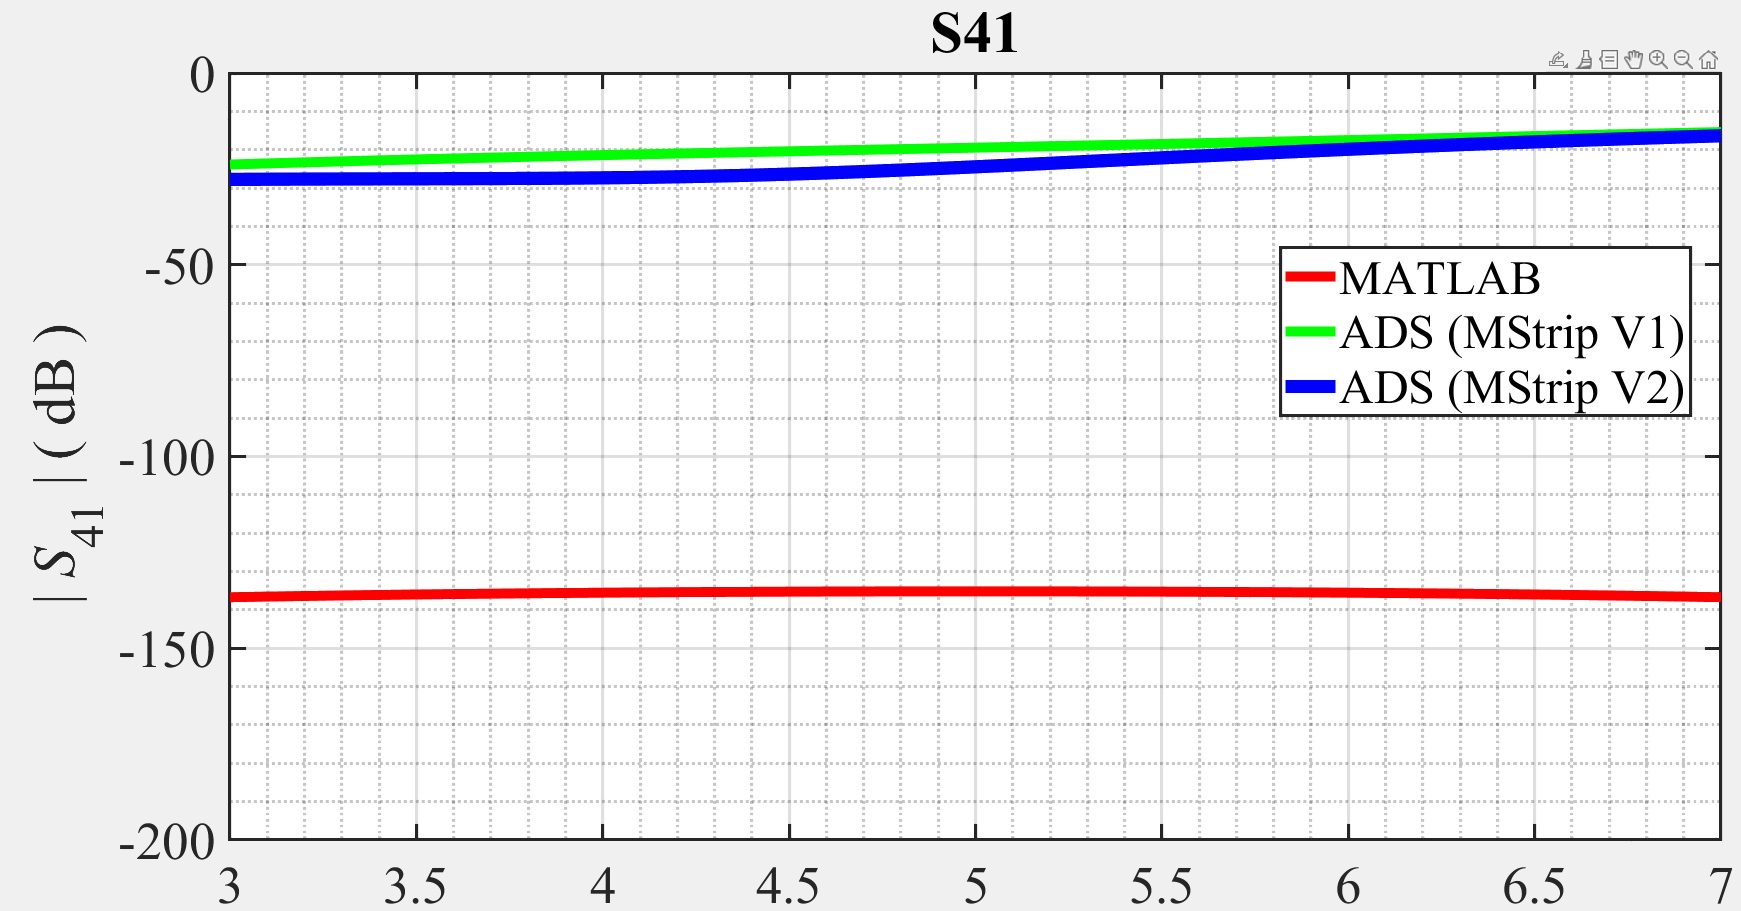 S41
0
-50
-100
-150
-200
| S41 | ( dB )
MATLAB
ADS (MStrip V1)
ADS (MStrip V2)
3 3.5 4 4.5 5 5.5 6 6.5 7